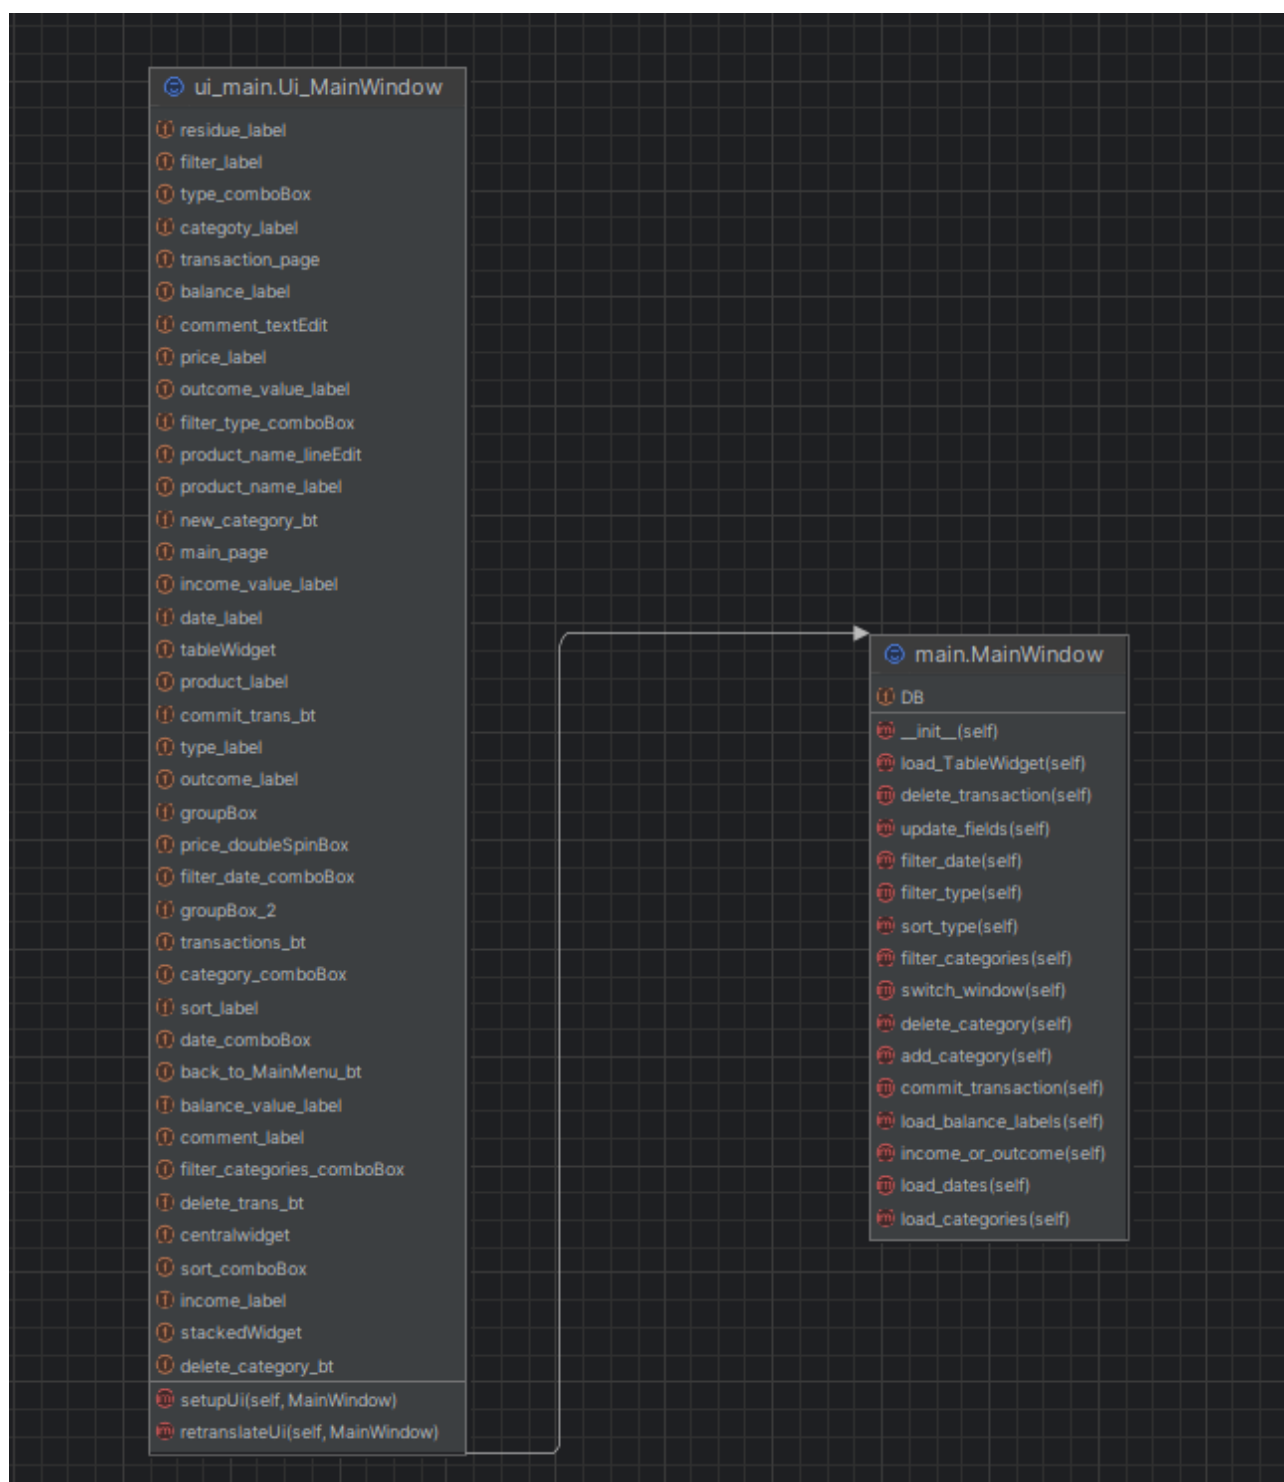 ui_main.Ui_MainWindow
residue_label
filter_label
type_comboBox
categoty_label
transaction_page
balance_label
comment_textEdit
price_label
outcome_value_label
filter_type_comboBox
product_name_lineEdit
product_name_label
new_category_bt
main_page
income_value_label
date_label
tableWidget
product_label
commit_trans_bt
type_label
outcome_label
groupBox
price_doubleSpinBox
filter_date_comboBox
groupBox_2
transactions_bt
category_comboBox
sort_label
date_comboBox
back_to_MainMenu_bt
balance_value_label
comment_label
filter_categories_comboBox
delete_trans_bt
centralwidget
sort_comboBox
income_label
stackedWidget
delete_category_bt
setupUi(self, MainWindow)
retranslateUi(self, MainWindow)
main.MainWindow
DB
__init__(self)
load_TableWidget(self)
delete_transaction(self)
update_fields(self)
filter_date(self)
filter_type(self)
sort_type(self)
filter_categories(self)
switch_window(self)
delete_category(self)
add_category(self)
commit_transaction(self)
load_balance_labels(self)
income_or_outcome(self)
load_dates(self)
load_categories(self)